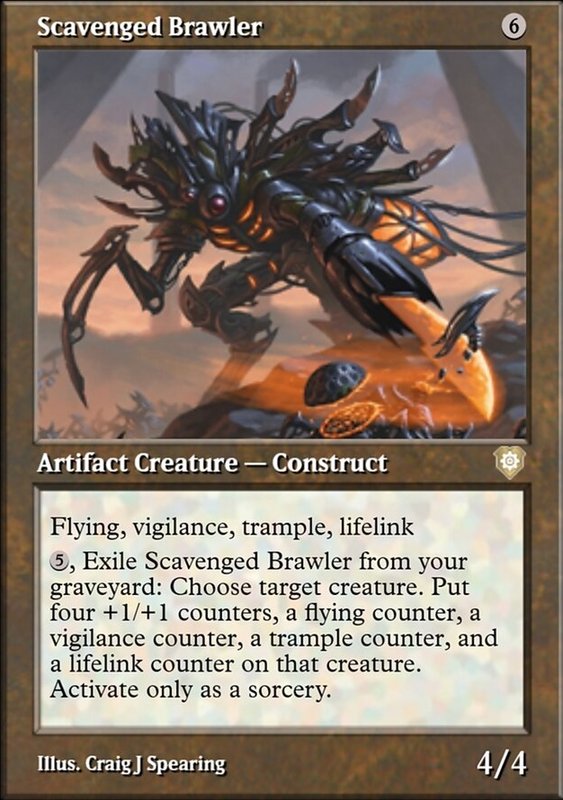 Scavenged Brawler 6
Artifact Creature — Construct
Flying, vigilance, trample, lifelink
5, Exile Scavenged Brawler from your
graveyard: Choose target creature. Put
four +1/+1 counters, a flying counter, a
vigilance counter, a trample counter, and
a lifelink counter on that creature.
Activate only as a sorcery.
Illus. Craig J Spearing 4/4